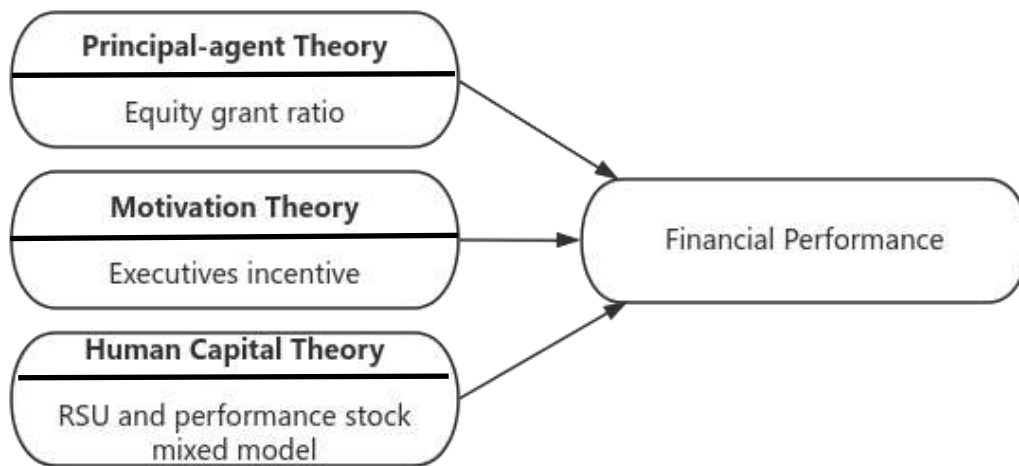 Principal-agent Theory
Equity grant ratio
Motivation Theory
Executives incentive
Financial Performance
Human Capital Theory
RSU and performance stock
mixed model